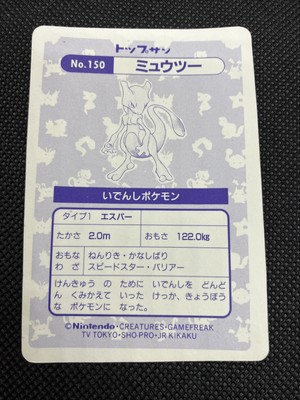 トップサン
No.150 ミュウツー
いでんしポケモン
タイプ1 エスパー
たかさ 2.0m おもさ 122.0kg
おもな ねんりき・かなしばり
わざ スピードスター・バリアー
けんきゅうの ために いでんしを どんど
ん くみかえて いった けっか、きょうぼう
な ポケモンに なった。
©Nintendo・CREATURES・GAMEFREAK
TV TOKYO・SHO-PRO・JR KIKAKU